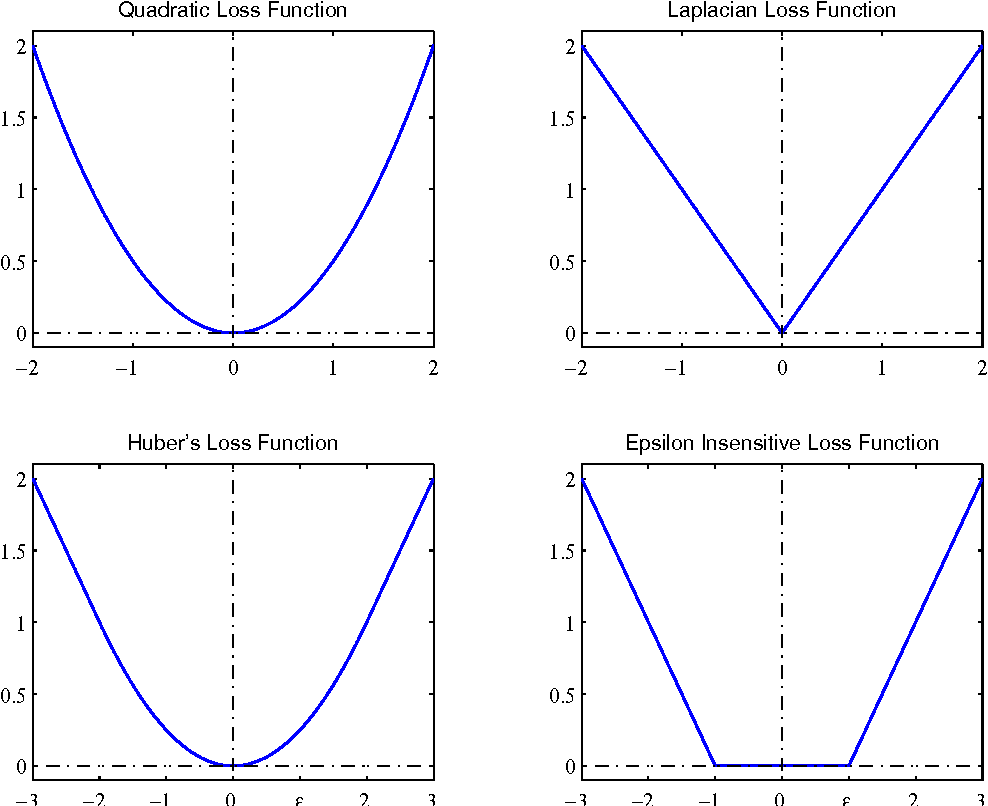 Quadratic Loss Function
2
1.5
1
0.5
0
−2 −1 0 1 2
Laplacian Loss Function
2
1.5
1
0.5
0
−2 −1 0 1 2
Huber's Loss Function
2
1.5
1
0.5
0
−3 −2 −1 0 ε 2 3
Epsilon Insensitive Loss Function
2
1.5
1
0.5
0
−3 −2 −1 0 ε 2 3